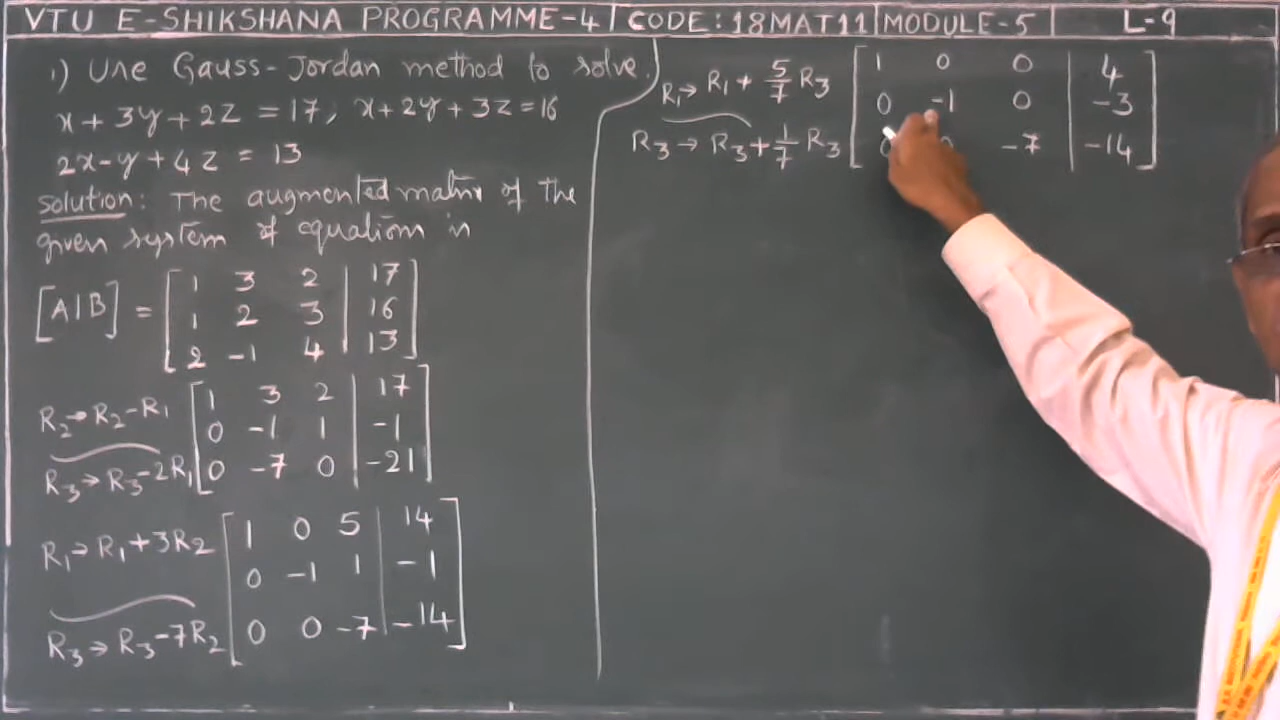 VTU E-SHIKSHANA PROGRAMME-4 | CODE:18MAT11 | MODULE-5 | L-9
1) Use Gauss-Jordan method to solve.
x+3y+2z = 17, x+2y+3z=16
2x-y+4z = 13
Solution: The augmented matrix of the
given system of equation is
[A|B] = [1 3 2 | 17]
[1 2 3 | 16]
[2 -1 4 | 13]
R2→R2-R1 [1 3 2 | 17]
[0 -1 1 | -1]
R3→R3-2R1 [0 -7 0 | -21]
R1→R1+3R2 [1 0 5 | 14]
[0 -1 1 | -1]
R3→R3-7R2 [0 0 -7 | -14]
R1→R1+5/7 R3 [1 0 0 | 4]
[0 -1 0 | -3]
R3→R3+1/7 R3 [-7 | -14]